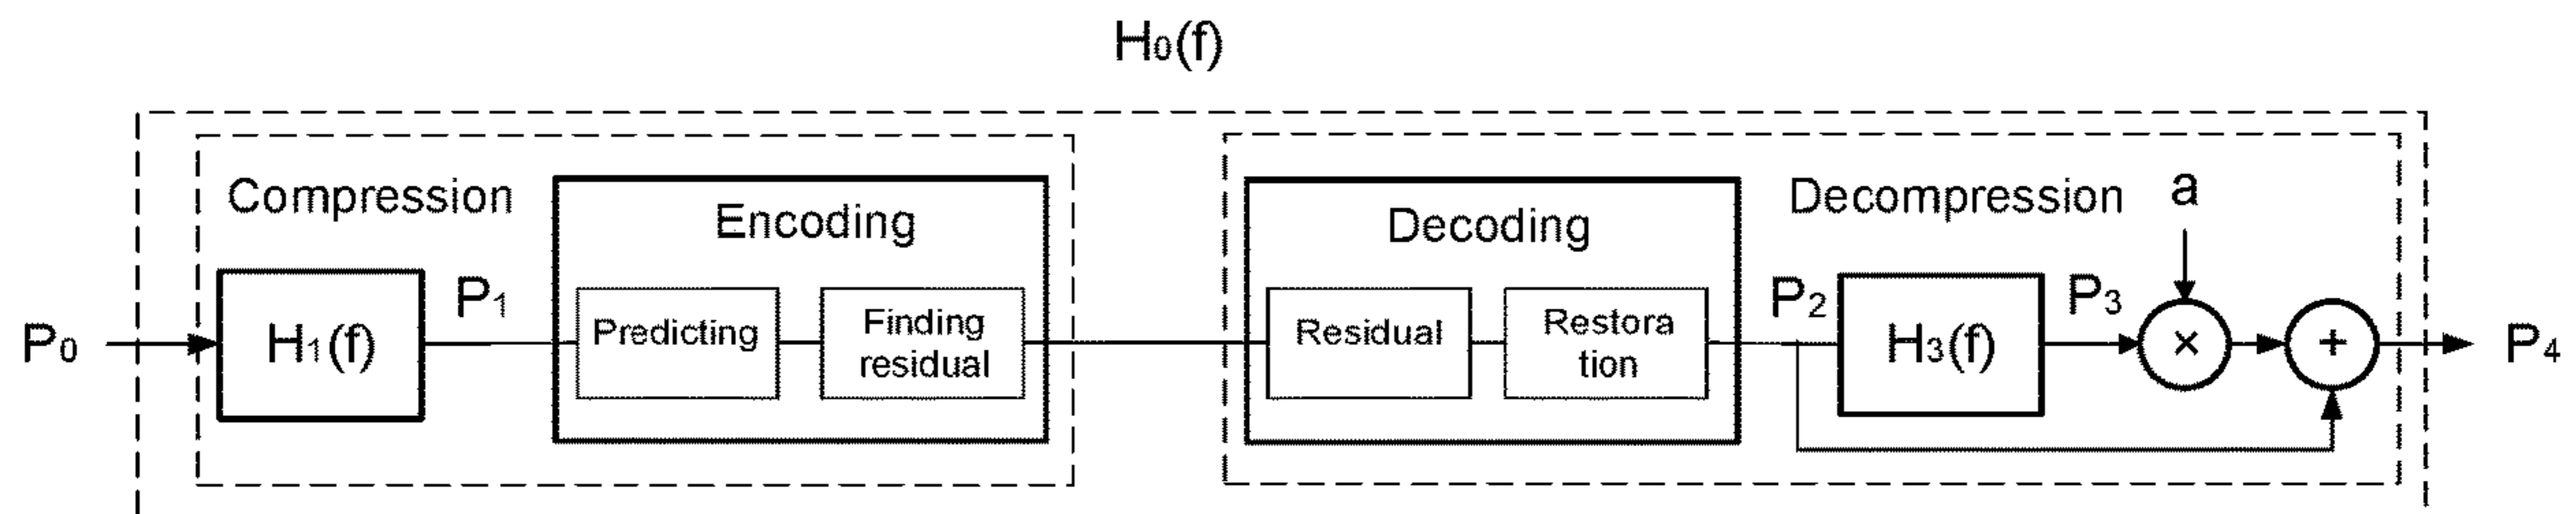 H₀(f)
Compression
Encoding
Decoding
Decompression
a
P₀
H₁(f)
P₁
Predicting
Finding
residual
Residual
Restora
tion
P₂
H₃(f)
P₃
×
+
P₄